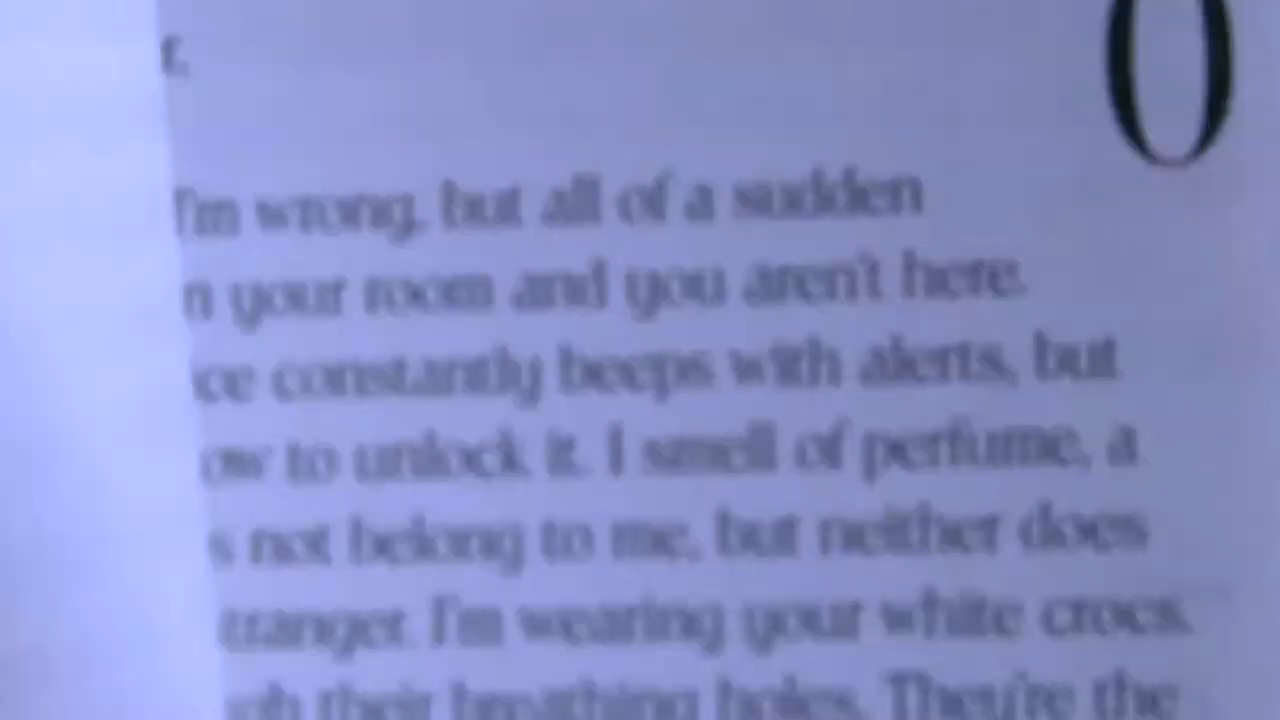 0
r.
I'm wrong, but all of a sudden
n your room and you aren't here.
ce constantly beeps with alerts, but
ow to unlock it. I smell of perfume, a
s not belong to me, but neither does
tranger. I'm wearing your white crocs.
gh their breathing holes. They're the